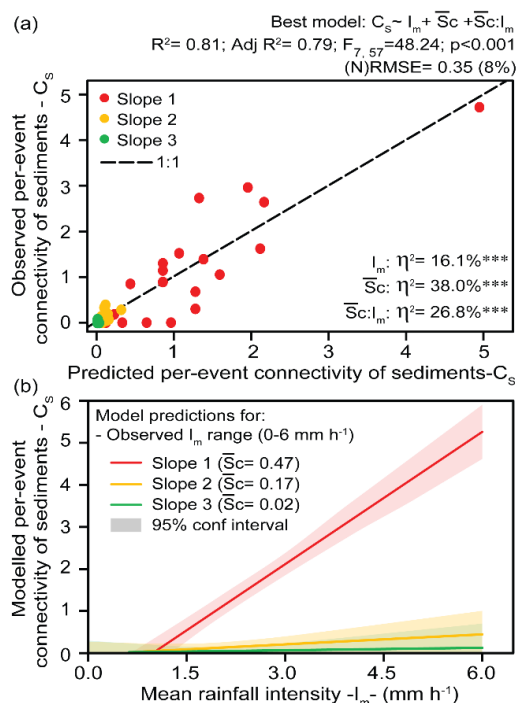 (a)
Best model: Cs~ Im+ S̅c +S̅c:Im
R²= 0.81; Adj R²= 0.79; F7, 57=48.24; p<0.001
(N)RMSE= 0.35 (8%)
Observed per-event
connectivity of sediments - Cs
5
4
3
2
1
0
Slope 1
Slope 2
Slope 3
1:1
Im: η²= 16.1%***
S̅c: η²= 38.0%***
S̅c:Im: η²= 26.8%***
0 1 2 3 4 5
Predicted per-event connectivity of sediments-Cs
(b)
Modelled per-event
connectivity of sediments - Cs
6
5
4
3
2
1
0
Model predictions for:
- Observed Im range (0-6 mm h-¹)
Slope 1 (S̅c= 0.47)
Slope 2 (S̅c= 0.17)
Slope 3 (S̅c= 0.02)
95% conf interval
0.0 1.5 3.0 4.5 6.0
Mean rainfall intensity -Im- (mm h-¹)